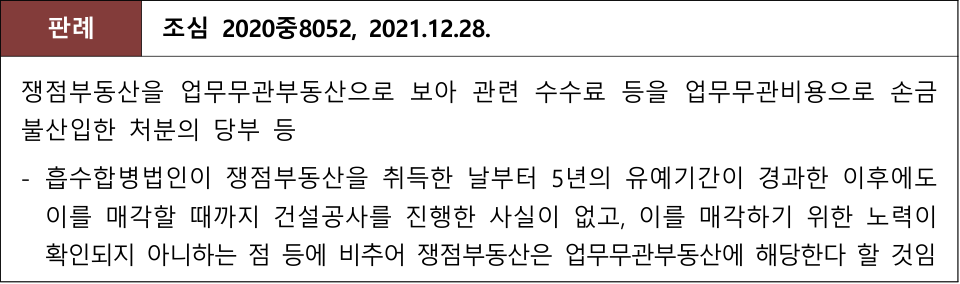 판례 조심 2020중8052, 2021.12.28.
쟁점부동산을 업무무관부동산으로 보아 관련 수수료 등을 업무무관비용으로 손금
불산입한 처분의 당부 등
- 흡수합병법인이 쟁점부동산을 취득한 날부터 5년의 유예기간이 경과한 이후에도
이를 매각할 때까지 건설공사를 진행한 사실이 없고, 이를 매각하기 위한 노력이
확인되지 아니하는 점 등에 비추어 쟁점부동산은 업무무관부동산에 해당한다 할 것임